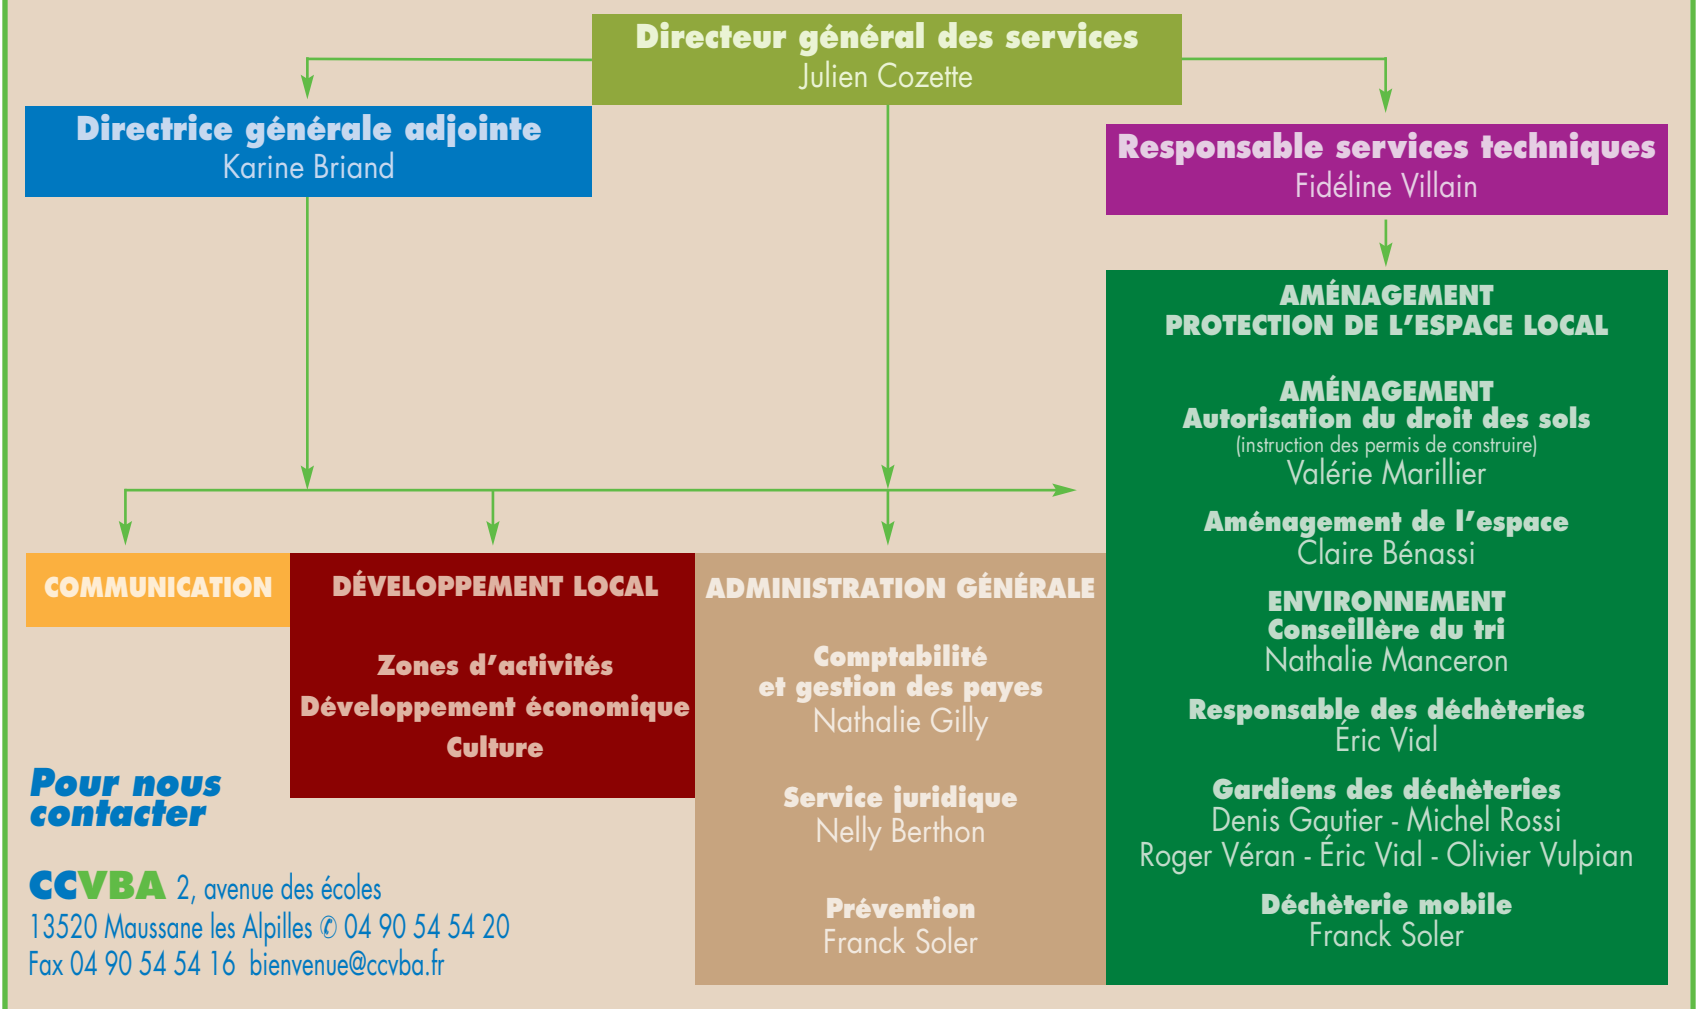 Directeur général des services
Julien Cozette
Directrice générale adjointe
Karine Briand
Responsable services techniques
Fidéline Villain
COMMUNICATION
DÉVELOPPEMENT LOCAL
Zones d’activités
Développement économique
Culture
ADMINISTRATION GÉNÉRALE
Comptabilité
et gestion des payes
Nathalie Gilly
Service juridique
Nelly Berthon
Prévention
Franck Soler
AMÉNAGEMENT
PROTECTION DE L’ESPACE LOCAL
AMÉNAGEMENT
Autorisation du droit des sols
(instruction des permis de construire)
Valérie Marillier
Aménagement de l’espace
Claire Bénassi
ENVIRONNEMENT
Conseillère du tri
Nathalie Manceron
Responsable des déchèteries
Éric Vial
Gardiens des déchèteries
Denis Gautier - Michel Rossi
Roger Véran - Éric Vial - Olivier Vulpian
Déchèterie mobile
Franck Soler
Pour nous
contacter
CCVBA 2, avenue des écoles
13520 Maussane les Alpilles ✆ 04 90 54 54 20
Fax 04 90 54 54 16 bienvenue@ccvba.fr